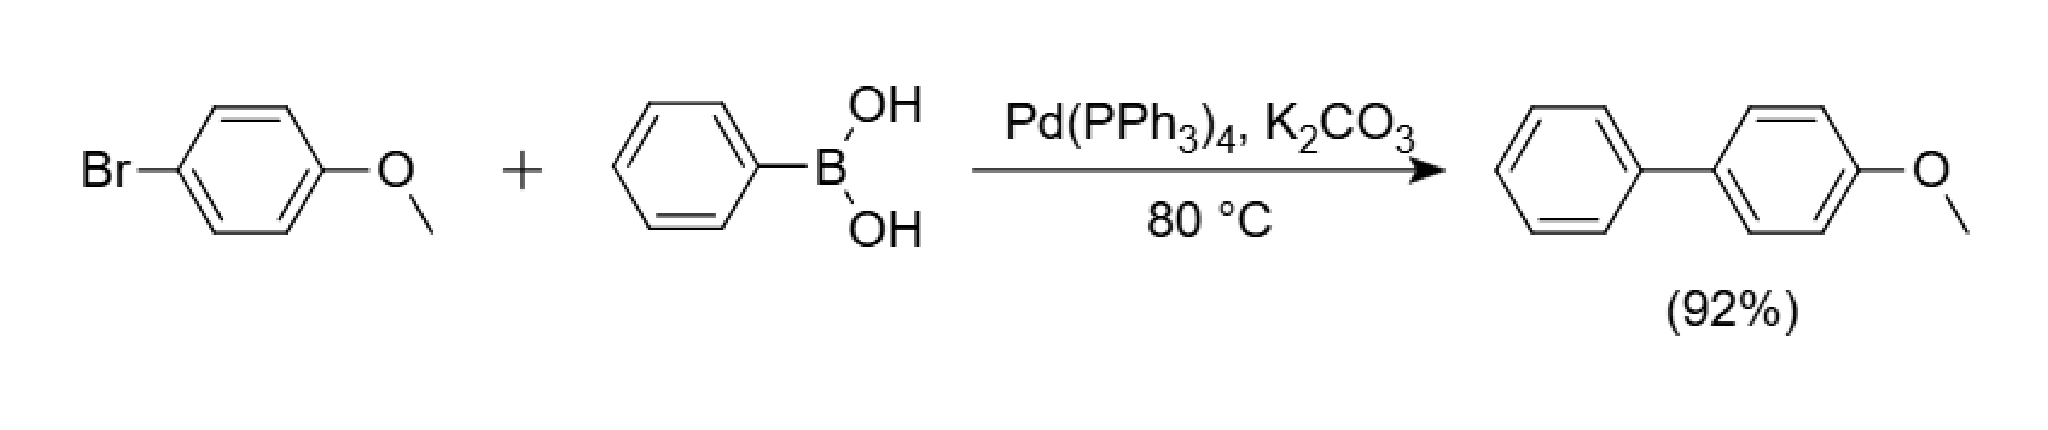 Br
O
+
B
OH
OH
Pd(PPh₃)₄, K₂CO₃
80 °C
O
(92%)